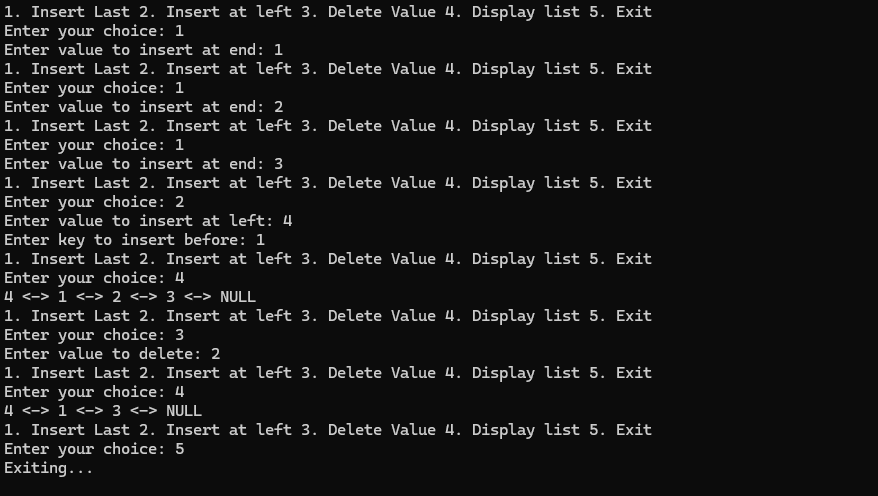 1. Insert Last 2. Insert at left 3. Delete Value 4. Display list 5. Exit
Enter your choice: 1
Enter value to insert at end: 1
1. Insert Last 2. Insert at left 3. Delete Value 4. Display list 5. Exit
Enter your choice: 1
Enter value to insert at end: 2
1. Insert Last 2. Insert at left 3. Delete Value 4. Display list 5. Exit
Enter your choice: 1
Enter value to insert at end: 3
1. Insert Last 2. Insert at left 3. Delete Value 4. Display list 5. Exit
Enter your choice: 2
Enter value to insert at left: 4
Enter key to insert before: 1
1. Insert Last 2. Insert at left 3. Delete Value 4. Display list 5. Exit
Enter your choice: 4
4 <-> 1 <-> 2 <-> 3 <-> NULL
1. Insert Last 2. Insert at left 3. Delete Value 4. Display list 5. Exit
Enter your choice: 3
Enter value to delete: 2
1. Insert Last 2. Insert at left 3. Delete Value 4. Display list 5. Exit
Enter your choice: 4
4 <-> 1 <-> 3 <-> NULL
1. Insert Last 2. Insert at left 3. Delete Value 4. Display list 5. Exit
Enter your choice: 5
Exiting...